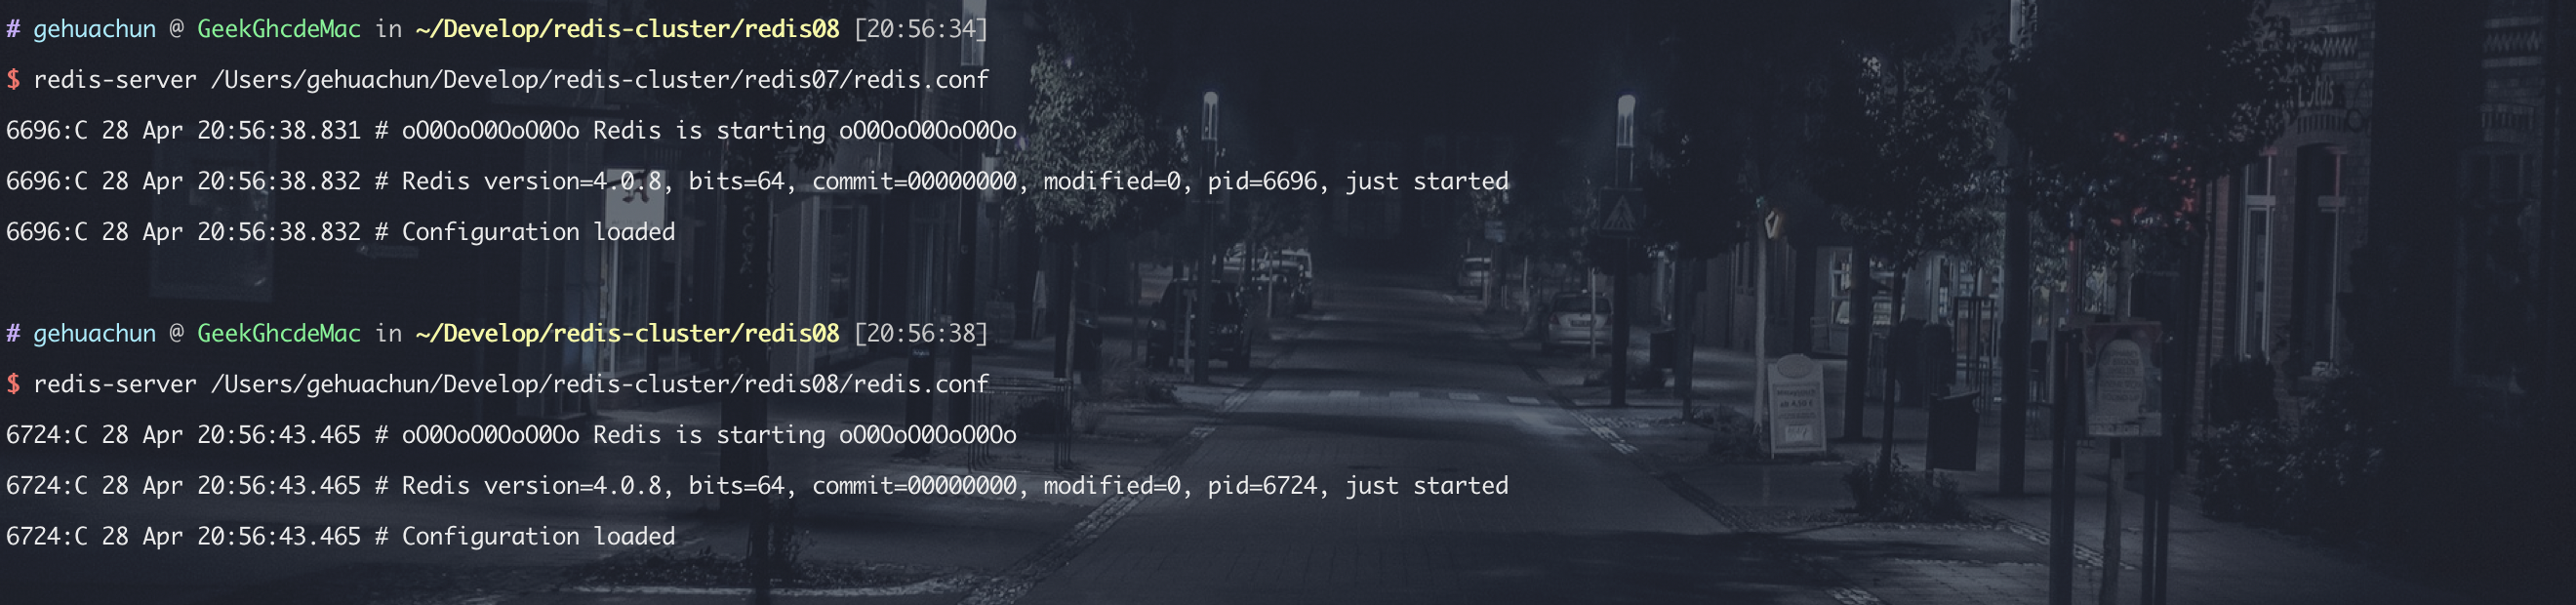 # gehuachun @ GeekGhcdeMac in ~/Develop/redis-cluster/redis08 [20:56:34]
$ redis-server /Users/gehuachun/Develop/redis-cluster/redis07/redis.conf
6696:C 28 Apr 20:56:38.831 # oO0OoO0OoO0Oo Redis is starting oO0OoO0OoO0Oo
6696:C 28 Apr 20:56:38.832 # Redis version=4.0.8, bits=64, commit=00000000, modified=0, pid=6696, just started
6696:C 28 Apr 20:56:38.832 # Configuration loaded
# gehuachun @ GeekGhcdeMac in ~/Develop/redis-cluster/redis08 [20:56:38]
$ redis-server /Users/gehuachun/Develop/redis-cluster/redis08/redis.conf
6724:C 28 Apr 20:56:43.465 # oO0OoO0OoO0Oo Redis is starting oO0OoO0OoO0Oo
6724:C 28 Apr 20:56:43.465 # Redis version=4.0.8, bits=64, commit=00000000, modified=0, pid=6724, just started
6724:C 28 Apr 20:56:43.465 # Configuration loaded